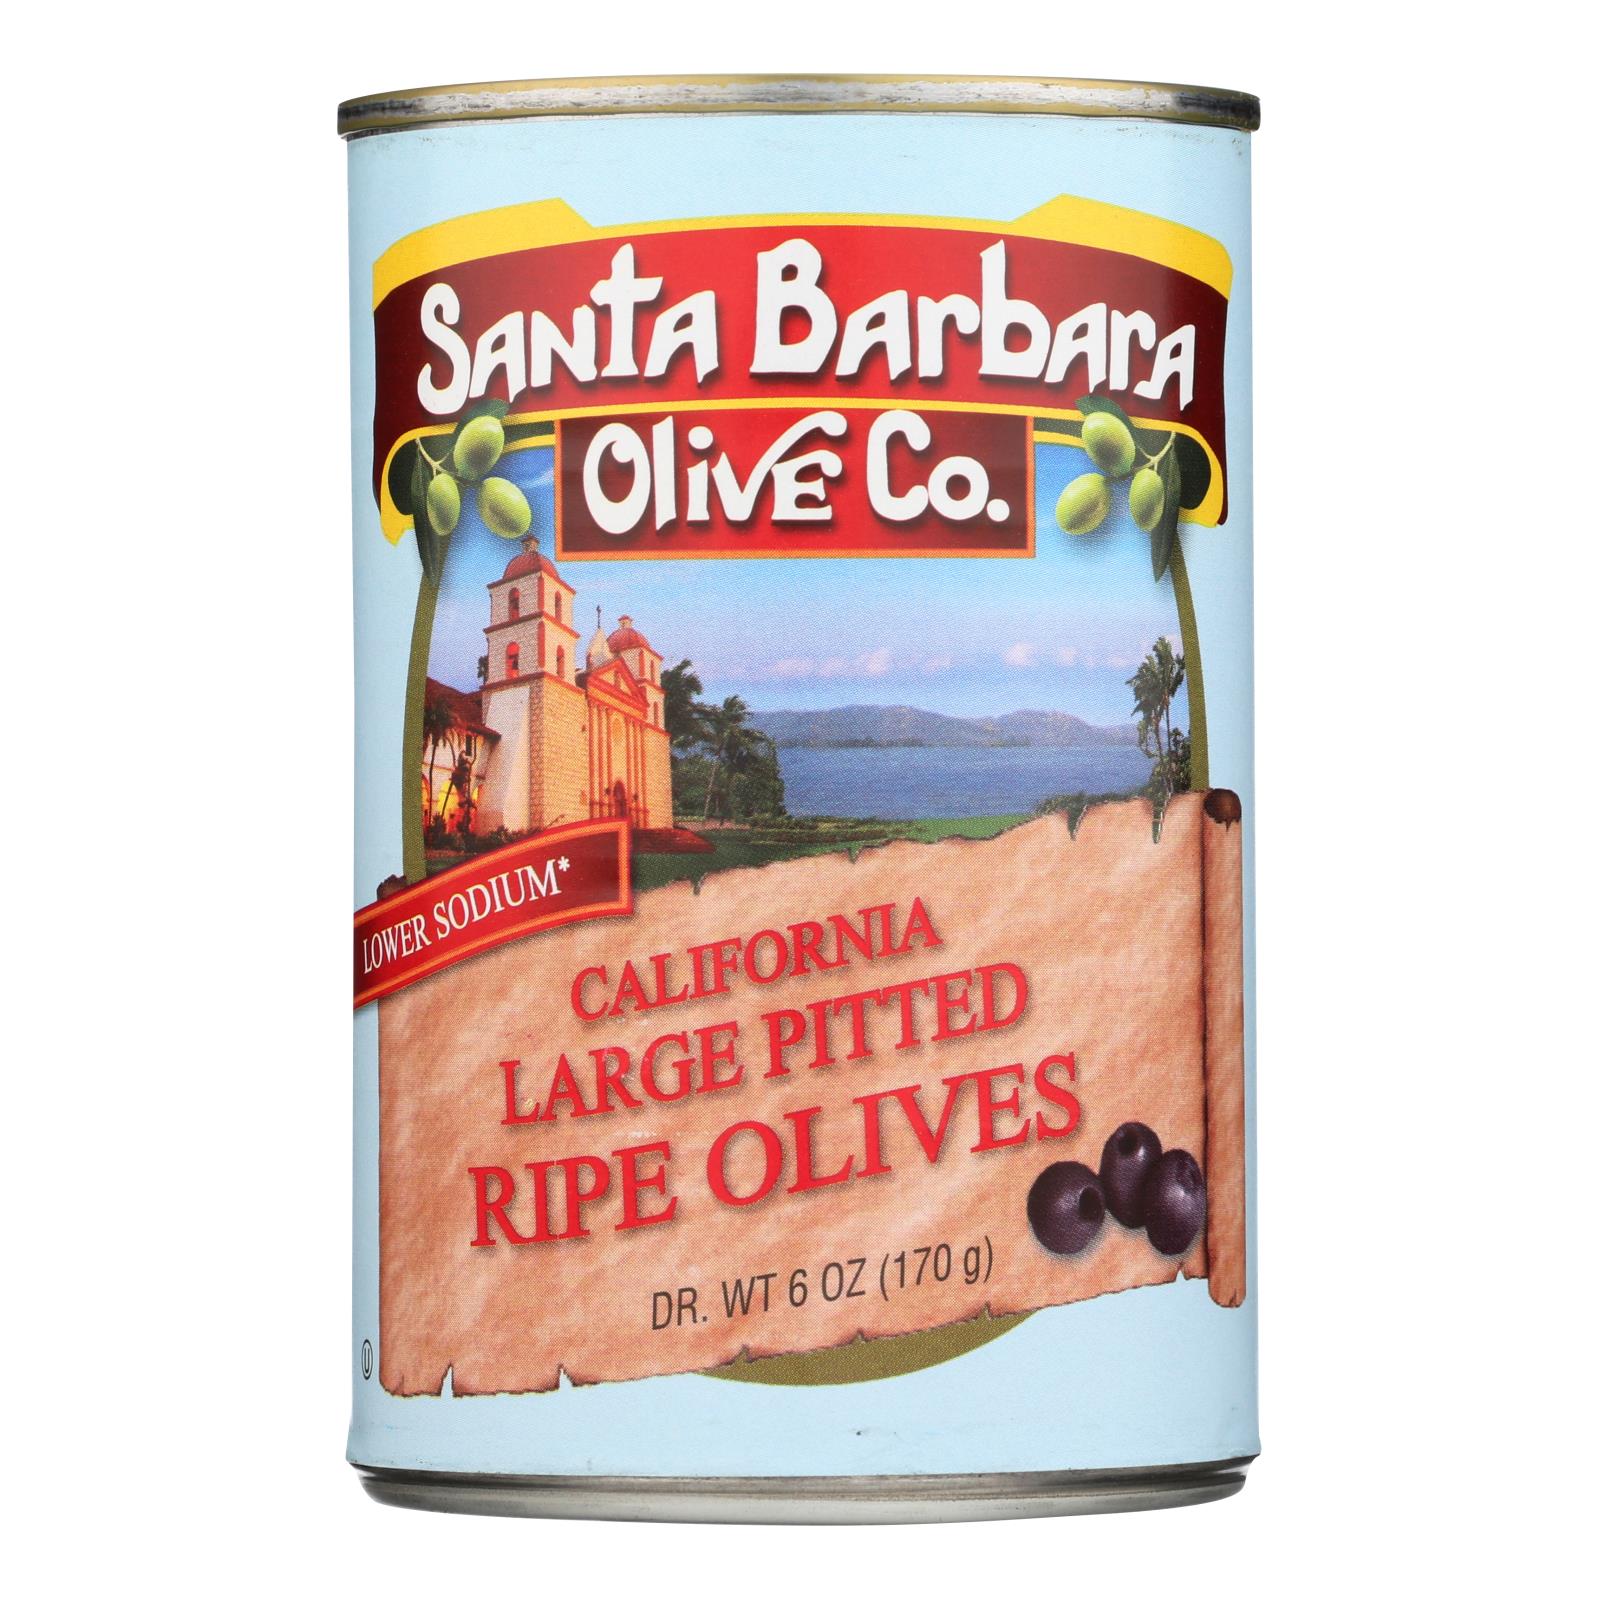 Santa Barbara
Olive Co.
LOWER SODIUM*
CALIFORNIA
LARGE PITTED
RIPE OLIVES
DR. WT 6 OZ (170 g)
U